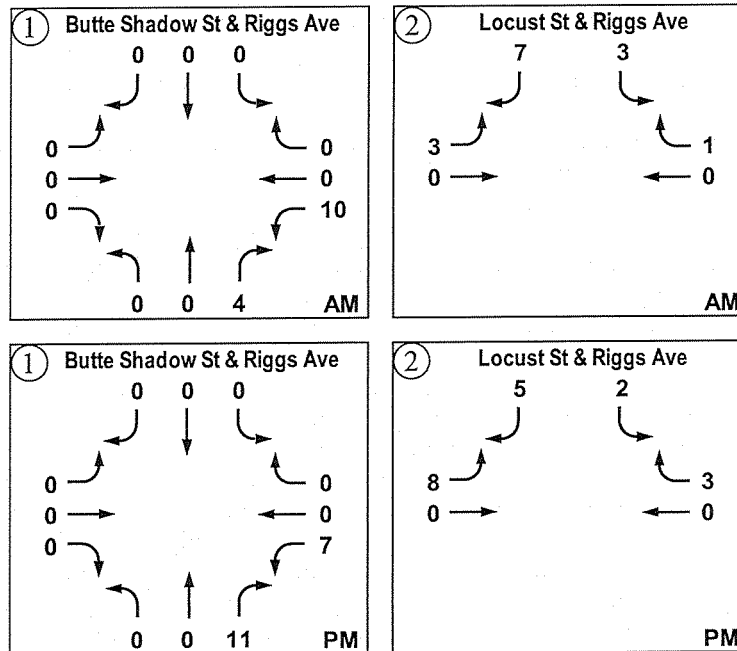 1 Butte Shadow St & Riggs Ave
0 0 0
0 0
0 0
0 10
0 0 4 AM
2 Locust St & Riggs Ave
7 3
3 1
0 0
AM
1 Butte Shadow St & Riggs Ave
0 0 0
0 0
0 0
0 7
0 0 11 PM
2 Locust St & Riggs Ave
5 2
8 3
0 0
PM